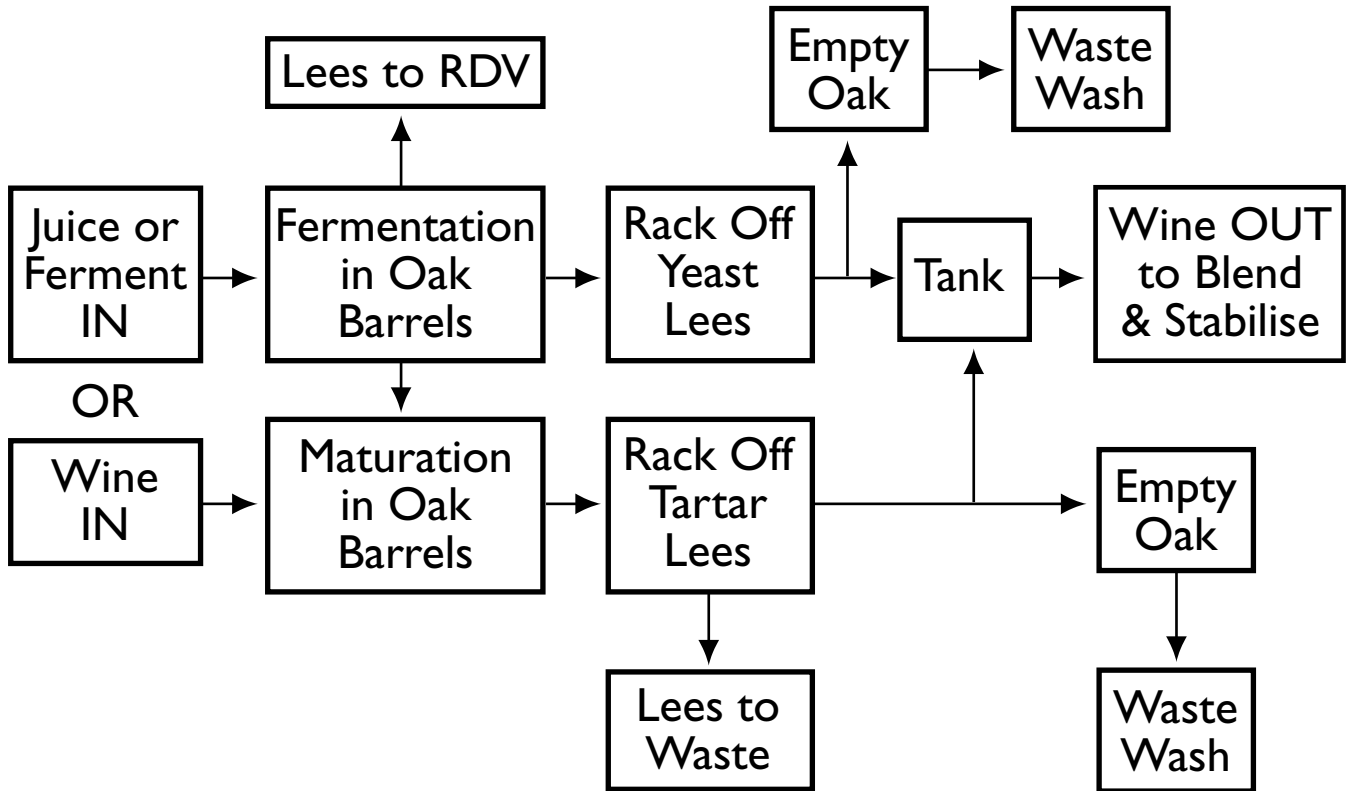 Lees to RDV
Empty
Oak
Waste
Wash
Juice or
Ferment
IN
Fermentation
in Oak
Barrels
Rack Off
Yeast
Lees
Tank
Wine OUT
to Blend
& Stabilise
OR
Wine
IN
Maturation
in Oak
Barrels
Rack Off
Tartar
Lees
Empty
Oak
Lees to
Waste
Waste
Wash